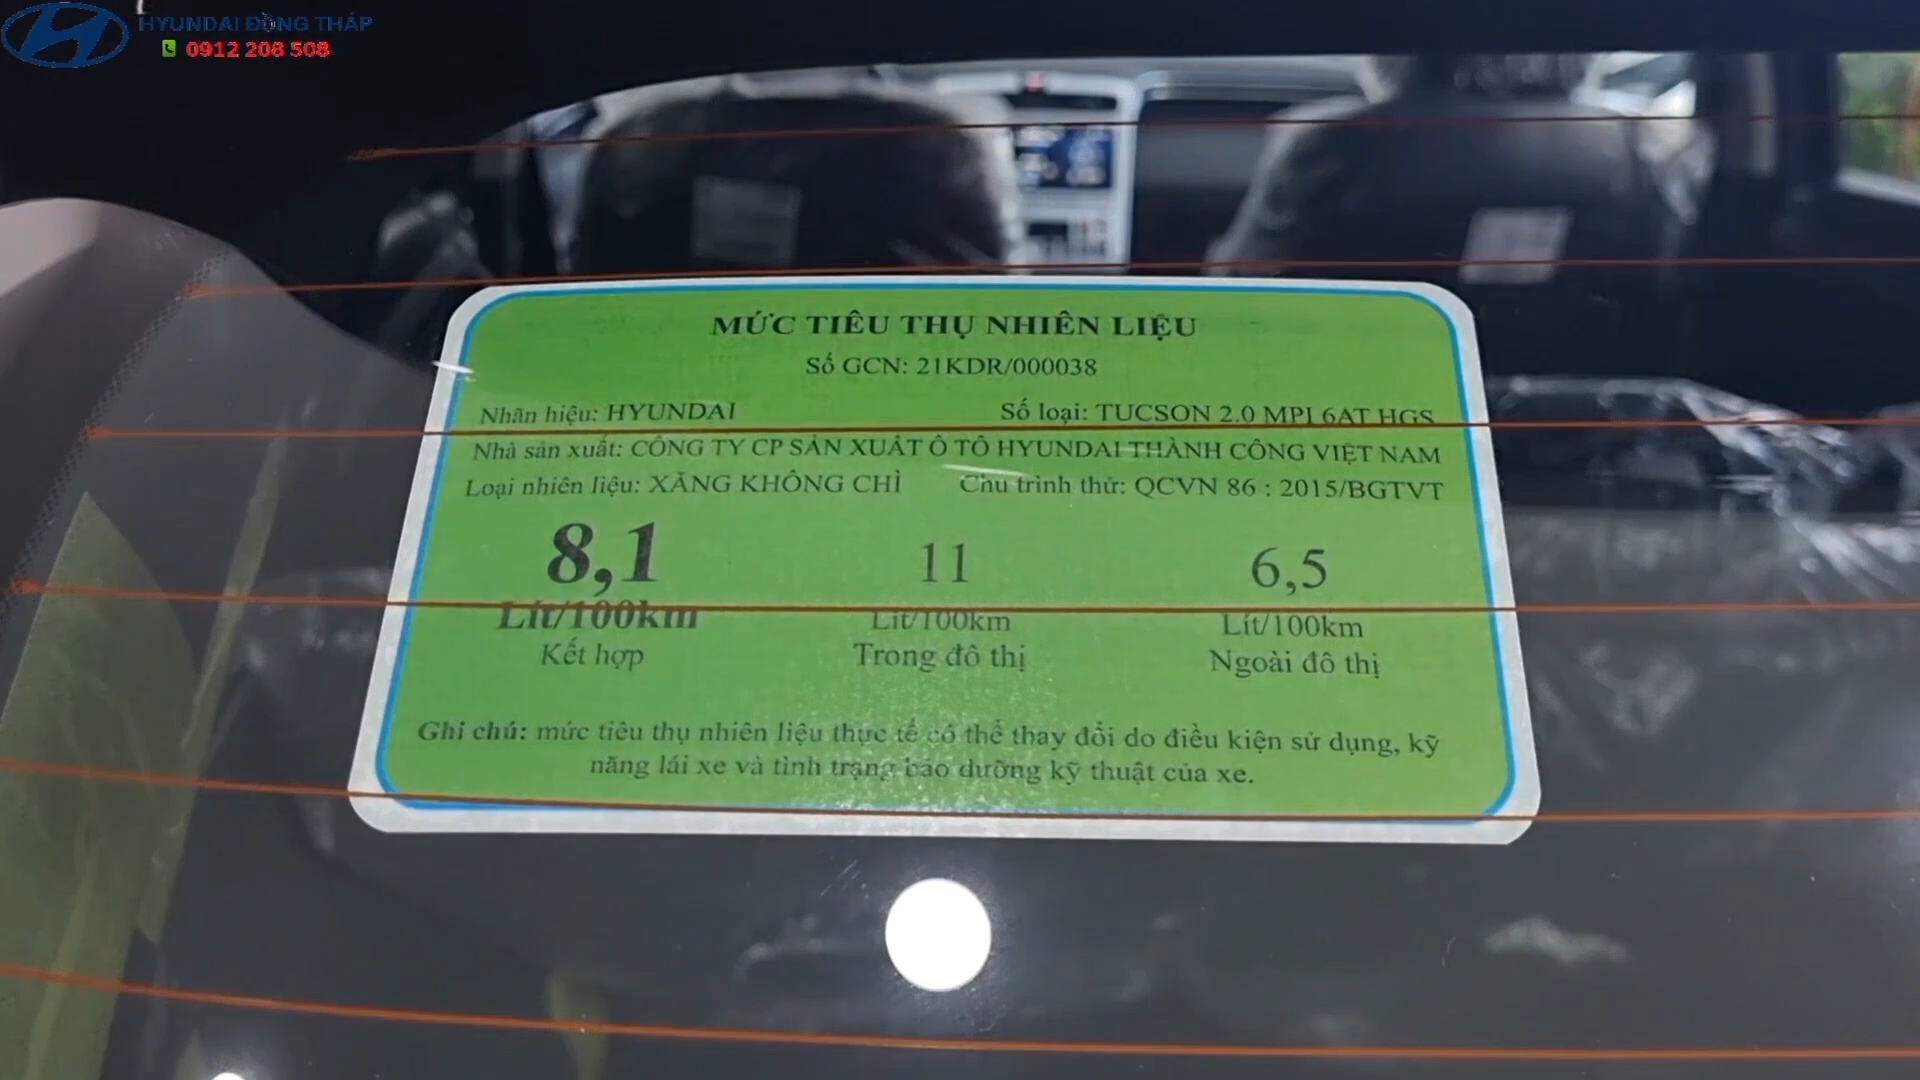 HYUNDAI ĐỒNG THÁP
0912 208 508
MỨC TIÊU THỤ NHIÊN LIỆU
Số GCN: 21KDR/000038
Nhãn hiệu: HYUNDAI Số loại: TUCSON 2.0 MPI 6AT HGS
Nhà sản xuất: CÔNG TY CP SẢN XUẤT Ô TÔ HYUNDAI THÀNH CÔNG VIỆT NAM
Loại nhiên liệu: XĂNG KHÔNG CHÌ Chu trình thử: QCVN 86 : 2015/BGTVT
8,1 11 6,5
Lít/100km Lít/100km Lít/100km
Kết hợp Trong đô thị Ngoài đô thị
Ghi chú: mức tiêu thụ nhiên liệu thực tế có thể thay đổi do điều kiện sử dụng, kỹ
năng lái xe và tình trạng bảo dưỡng kỹ thuật của xe.